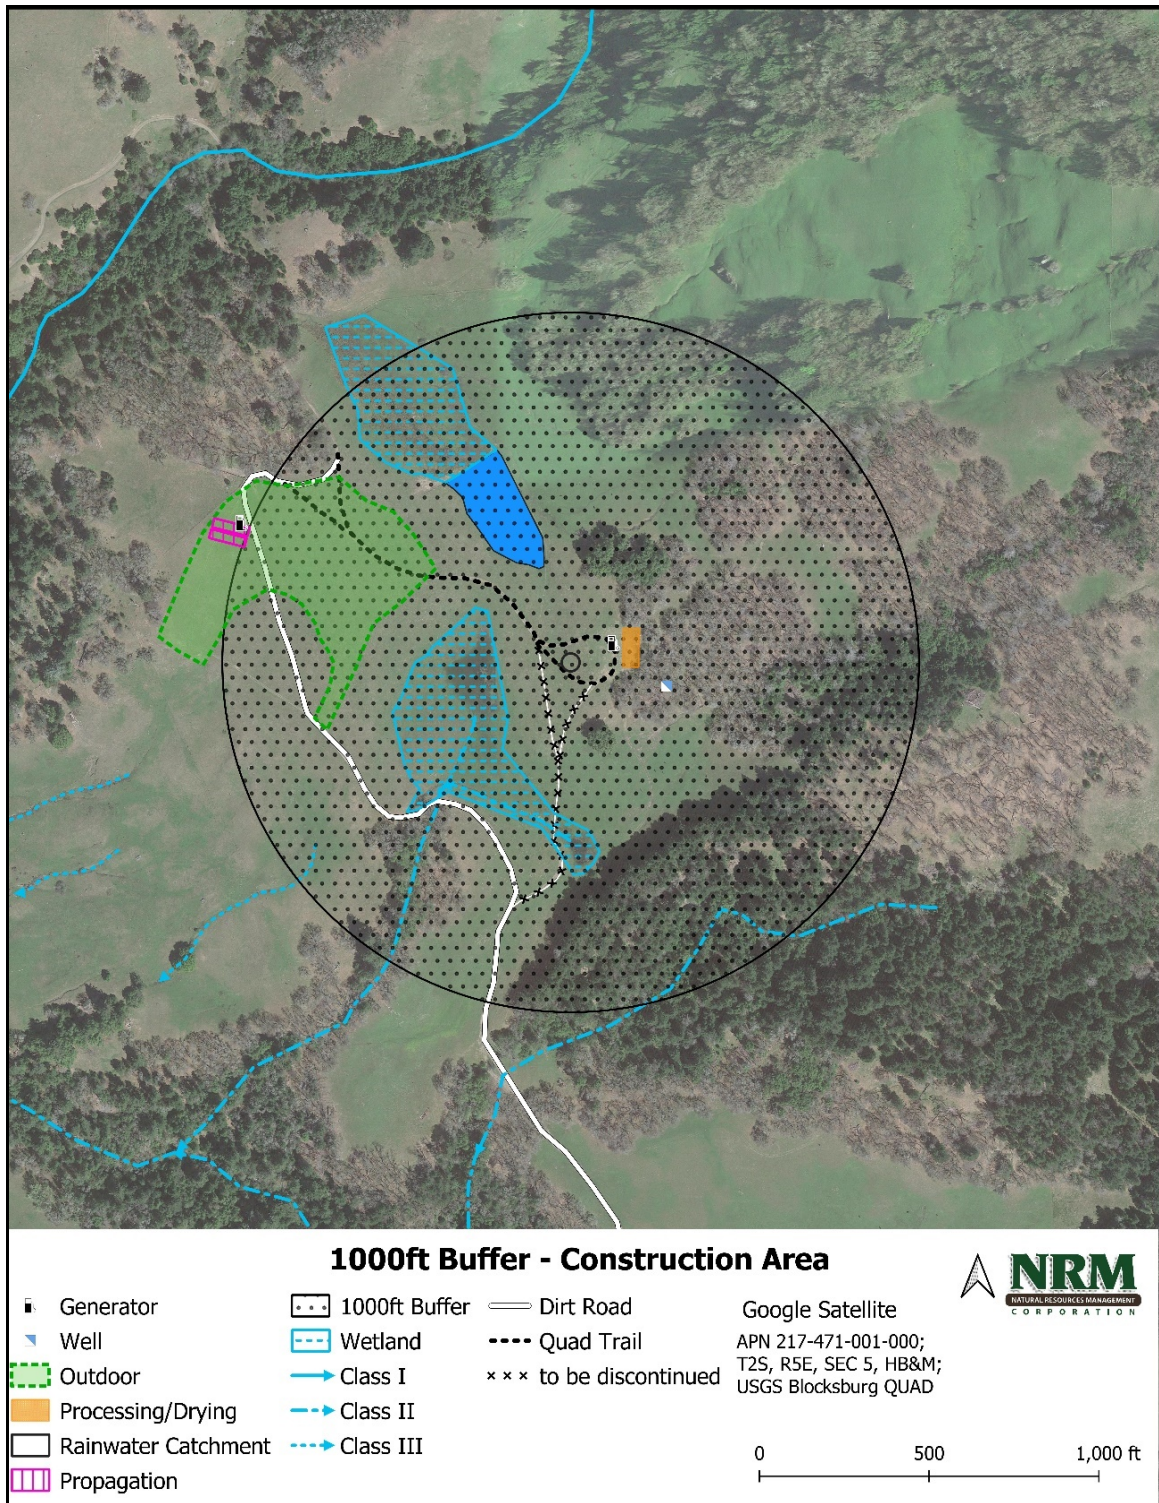 1000ft Buffer - Construction Area
Generator
Well
Outdoor
Processing/Drying
Rainwater Catchment
Propagation
1000ft Buffer
Wetland
Class I
Class II
Class III
Dirt Road
Quad Trail
to be discontinued
Google Satellite
APN 217-471-001-000;
T2S, R5E, SEC 5, HB&M;
USGS Blocksburg QUAD
NRM
NATURAL RESOURCES MANAGEMENT
CORPORATION
0 500 1,000 ft